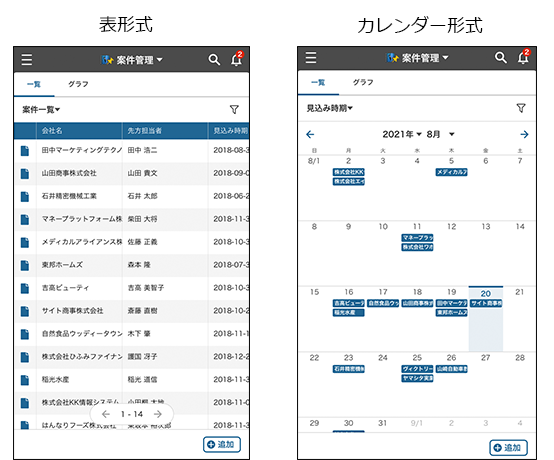 表形式
案件管理
2
一覧 グラフ
案件一覧
会社名 先方担当者 見込み時期
田中マーケティングテクノ 田中 浩二 2018-08-3
山田商事株式会社 山田 貴文 2018-09-0
石井精密機械工業 石井 太郎 2018-06-2
マネープラットフォーム株 柴田 大将 2018-11-3
メディカルアライアンス株 佐藤 正義 2018-10-3
東邦ホームズ 森本 隆 2018-07-3
吉高ビューティ 吉高 美智子 2018-10-3
サイト商事株式会社 斎藤 直樹 2018-10-2
自然食品ウッディータウン 木下 肇 2018-11-1
株式会社ひふみファイナン 護国 冴子 2018-12-2
稲光水産 稲光 道信 2018-11-3
株式会社KK情報システム 2018-11-0
はんなりフーズ株式会社 2018-11-3
1 - 14
追加
カレンダー形式
案件管理
2
一覧 グラフ
見込み時期
2021年 8月
日 月 火 水 木 金 土
8/1 2 3 4 5 6 7
株式会社KK メディカルア
株式会社エイ
8 9 10 11 12 13 14
マネープラッ
株式会社ワボ
15 16 17 18 19 20 21
吉高ビューテ 自然食品ウッ 山田商事株式 田中マーケテ サイト商事株
稲光水産 東邦ホームズ
22 23 24 25 26 27 28
石井精密機械 ヴィクトリー 山崎自動車教
ヤマシタ実業
29 30 31 9/1 2 3 4
追加